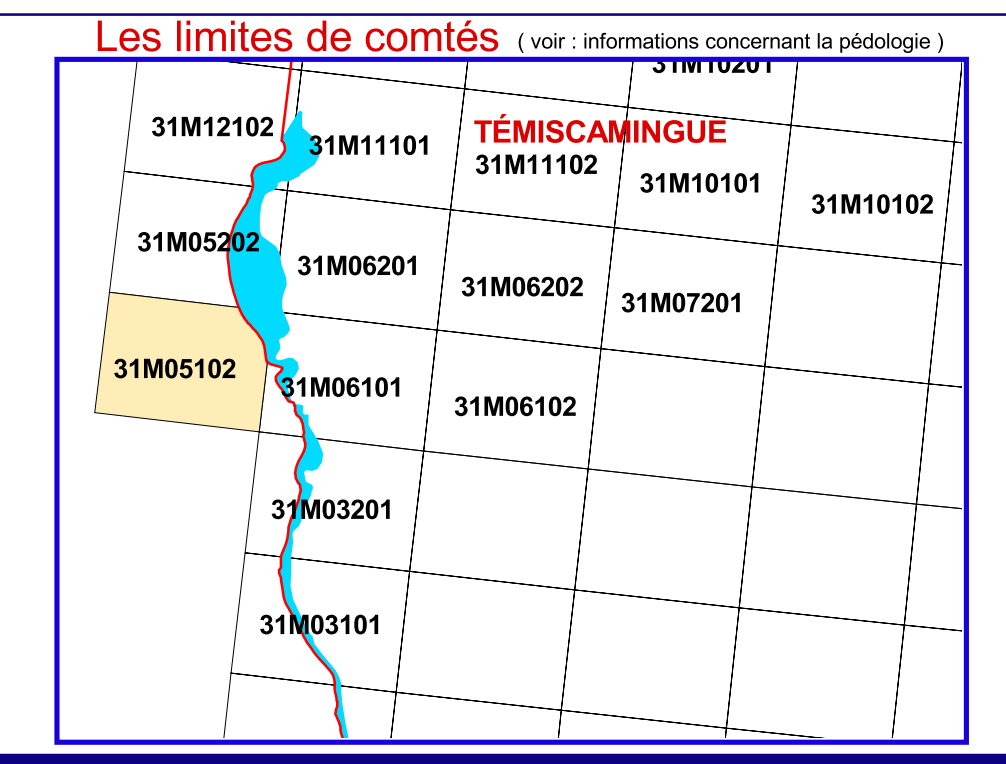 Les limites de comtés ( voir : informations concernant la pédologie )
31M10201
31M12102
31M11101
TÉMISCAMINGUE
31M11102
31M10101
31M10102
31M05202
31M06201
31M06202
31M07201
31M05102
31M06101
31M06102
31M03201
31M03101